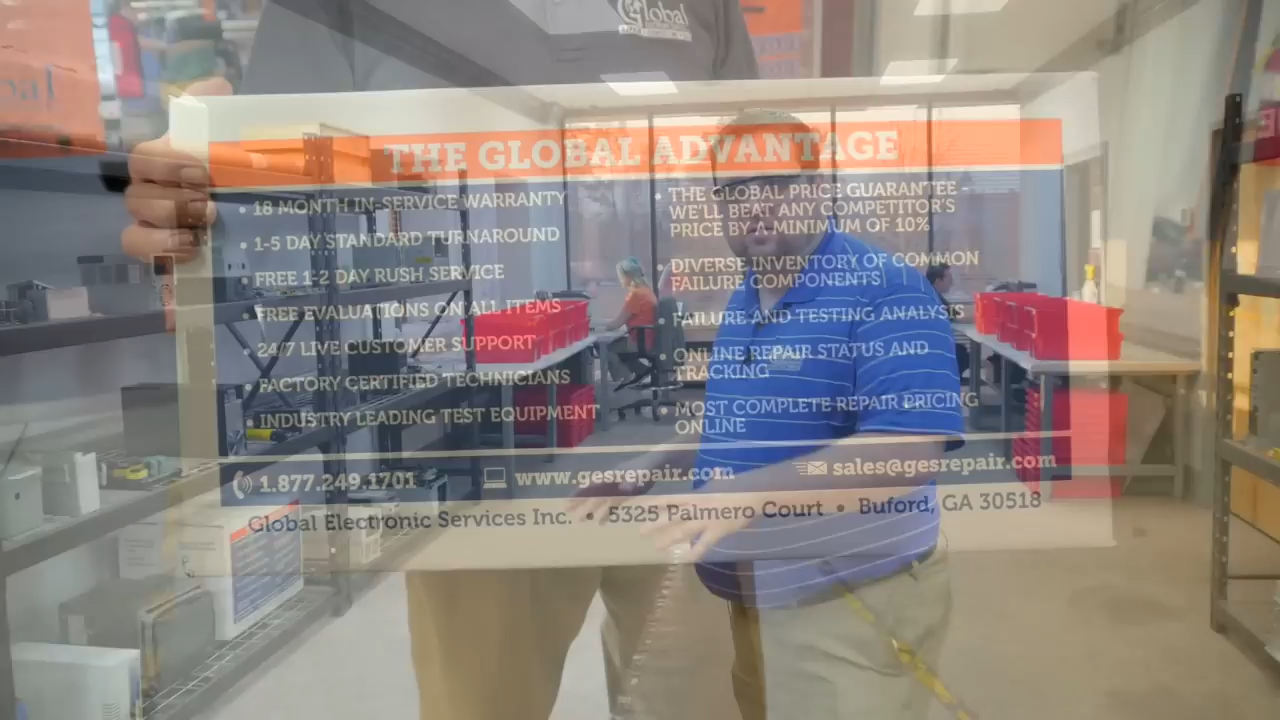 Global
THE GLOBAL ADVANTAGE
• 18 MONTH IN-SERVICE WARRANTY
• 1-5 DAY STANDARD TURNAROUND
• FREE 1-2 DAY RUSH SERVICE
• FREE EVALUATIONS ON ALL ITEMS
• 24/7 LIVE CUSTOMER SUPPORT
• FACTORY CERTIFIED TECHNICIANS
• INDUSTRY LEADING TEST EQUIPMENT
• THE GLOBAL PRICE GUARANTEE -
WE'LL BEAT ANY COMPETITOR'S
PRICE BY A MINIMUM OF 10%
• DIVERSE INVENTORY OF COMMON
FAILURE COMPONENTS
• FAILURE AND TESTING ANALYSIS
• ONLINE REPAIR STATUS AND
TRACKING
• MOST COMPLETE REPAIR PRICING
ONLINE
1.877.249.1701 www.gesrepair.com sales@gesrepair.com
Global Electronic Services Inc. • 5325 Palmero Court • Buford, GA 30518